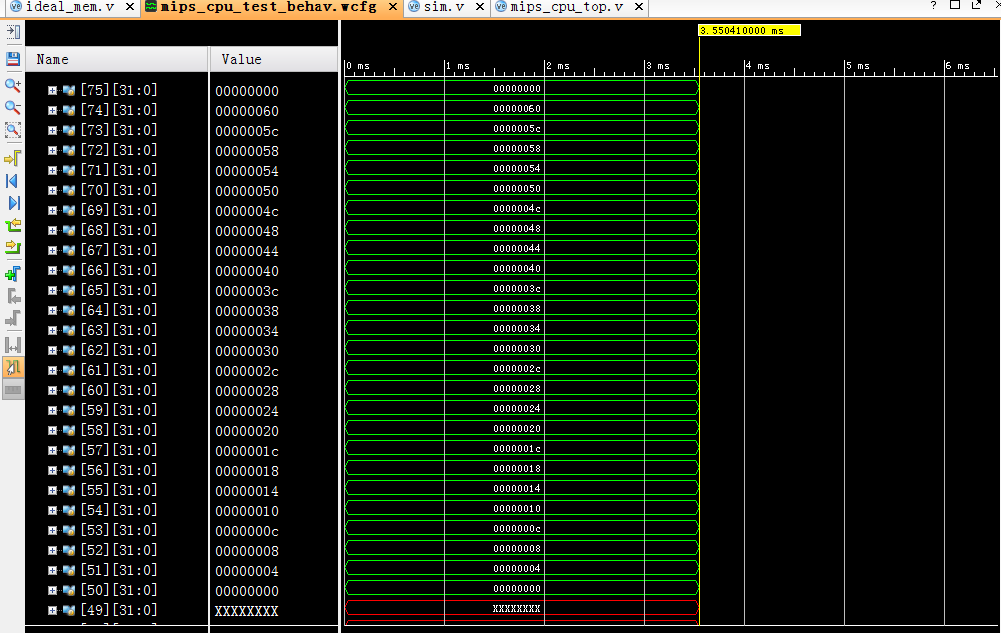 ideal_mem.v × mips_cpu_test_behav.wcfg × sim.v × mips_cpu_top.v × ?
3.550410000 ms
Name Value 0 ms 1 ms 2 ms 3 ms 4 ms 5 ms 6 ms
[75][31:0] 00000000 00000000
[74][31:0] 00000060 00000060
[73][31:0] 0000005c 0000005c
[72][31:0] 00000058 00000058
[71][31:0] 00000054 00000054
[70][31:0] 00000050 00000050
[69][31:0] 0000004c 0000004c
[68][31:0] 00000048 00000048
[67][31:0] 00000044 00000044
[66][31:0] 00000040 00000040
[65][31:0] 0000003c 0000003c
[64][31:0] 00000038 00000038
[63][31:0] 00000034 00000034
[62][31:0] 00000030 00000030
[61][31:0] 0000002c 0000002c
[60][31:0] 00000028 00000028
[59][31:0] 00000024 00000024
[58][31:0] 00000020 00000020
[57][31:0] 0000001c 0000001c
[56][31:0] 00000018 00000018
[55][31:0] 00000014 00000014
[54][31:0] 00000010 00000010
[53][31:0] 0000000c 0000000c
[52][31:0] 00000008 00000008
[51][31:0] 00000004 00000004
[50][31:0] 00000000 00000000
[49][31:0] XXXXXXXX XXXXXXXX